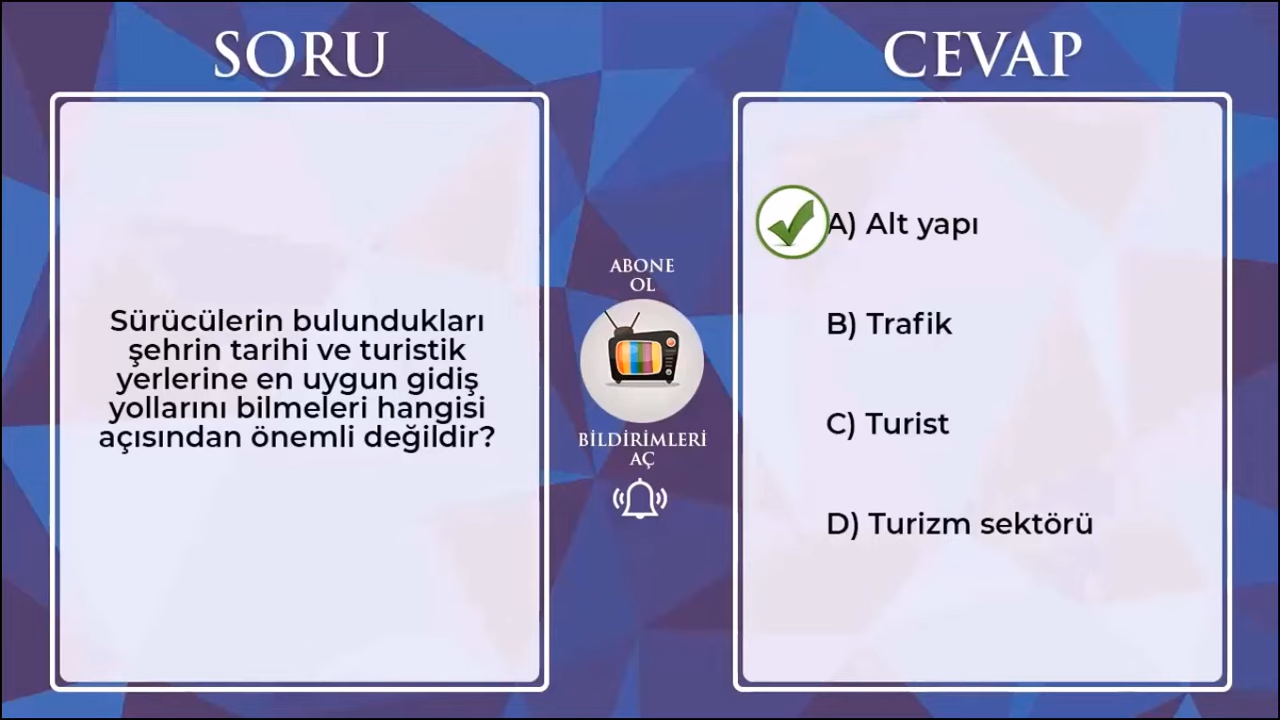 SORU
Sürücülerin bulundukları
şehrin tarihi ve turistik
yerlerine en uygun gidiş
yollarını bilmeleri hangisi
açısından önemli değildir?
ABONE
OL
BİLDİRİMLERİ
AÇ
CEVAP
A) Alt yapı
B) Trafik
C) Turist
D) Turizm sektörü